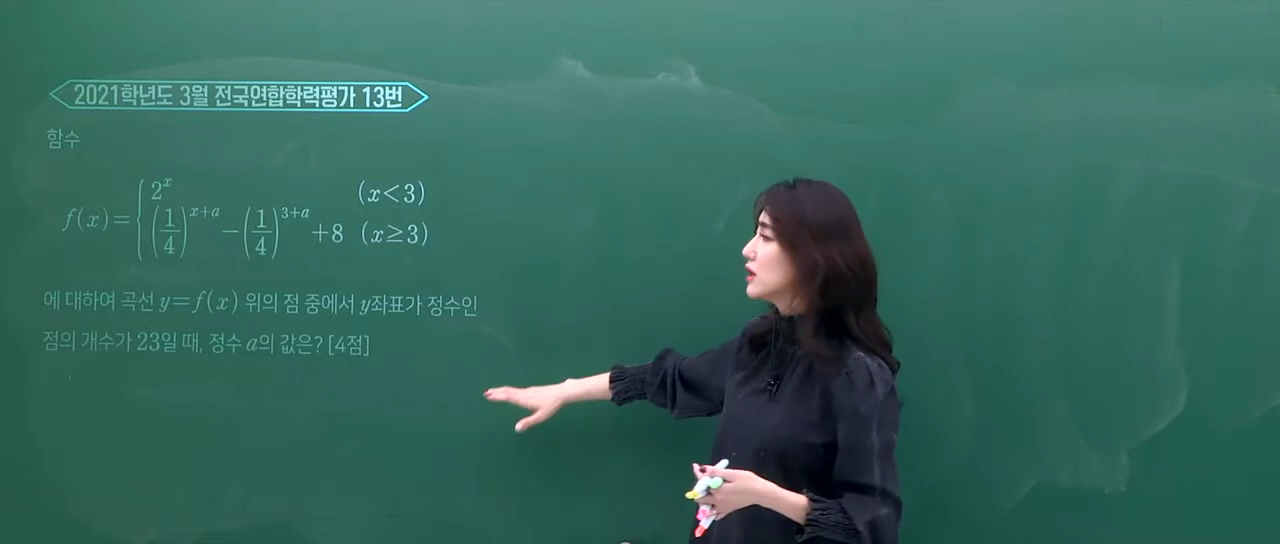 2021학년도 3월 전국연합학력평가 13번
함수
f(x)={ 2^x (x<3)
(1/4)^{x+a} -(1/4)^{3+a} +8 (x≥3)
에 대하여 곡선 y=f(x) 위의 점 중에서 y좌표가 정수인
점의 개수가 23일 때, 정수 a의 값은? [4점]